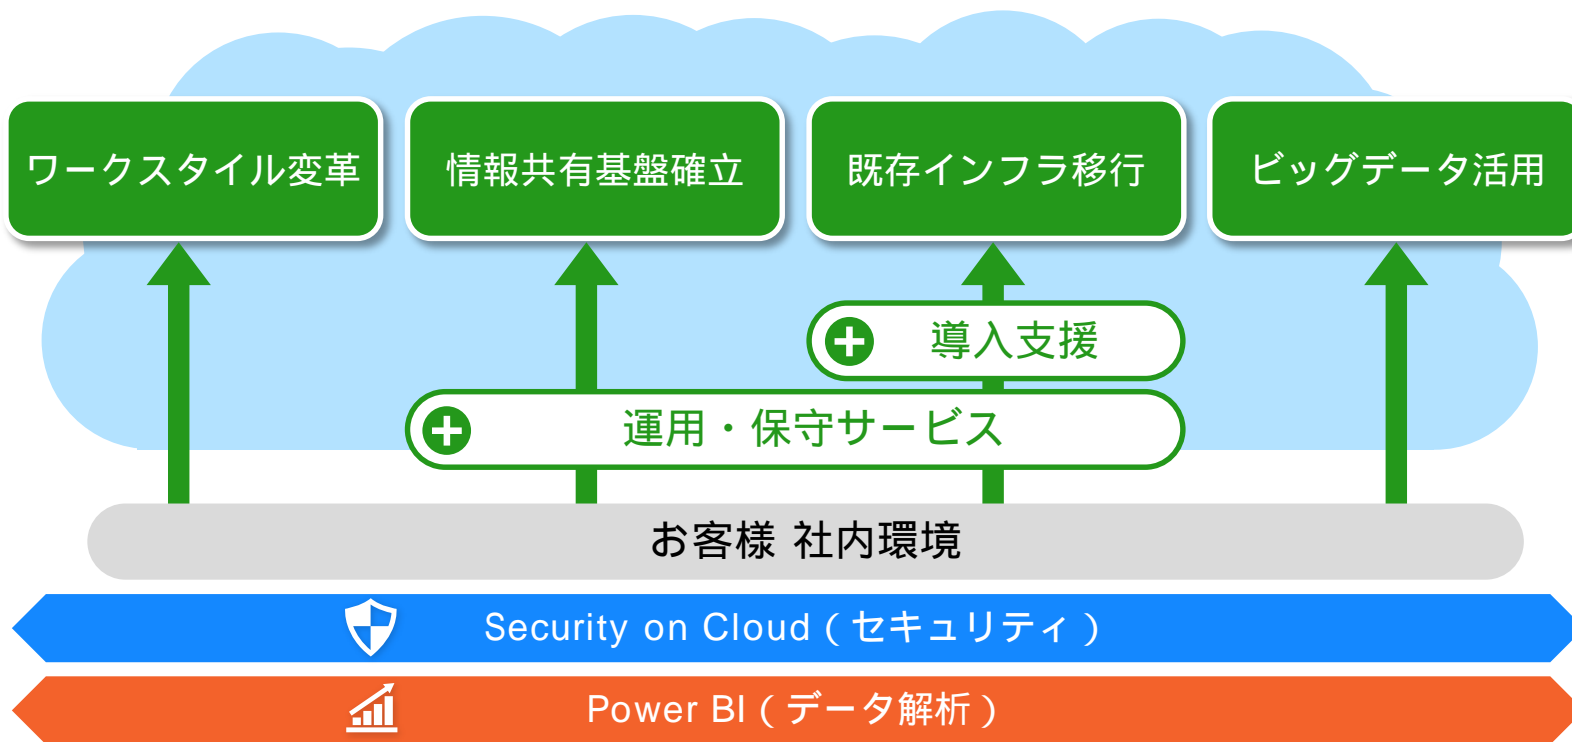 ワークスタイル変革
情報共有基盤確立
既存インフラ移行
ビッグデータ活用
導入支援
運用・保守サービス
お客様 社内環境
Security on Cloud（セキュリティ）
Power BI（データ解析）